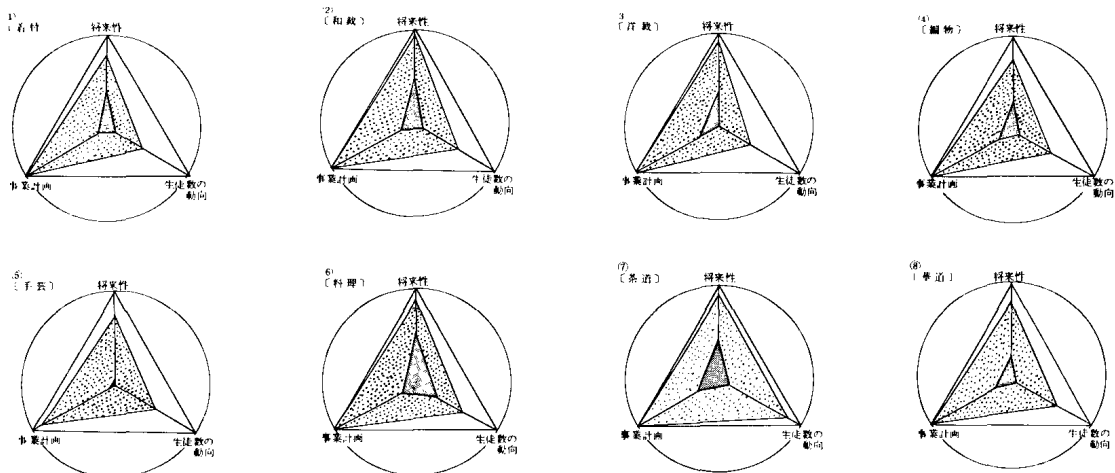 (1)
〔着付〕
将来性
事業計画
生徒数の
動向
(2)
〔和裁〕
将来性
事業計画
生徒数の
動向
3
〔洋裁〕
将来性
事業計画
生徒数の
動向
(4)
〔編物〕
将来性
事業計画
生徒数の
動向
(5)
〔手芸〕
将来性
事業計画
生徒数の
動向
6)
〔料理〕
将来性
事業計画
生徒数の
動向
(7)
〔茶道〕
将来性
事業計画
生徒数の
動向
(8)
〔華道〕
将来性
事業計画
生徒数の
動向